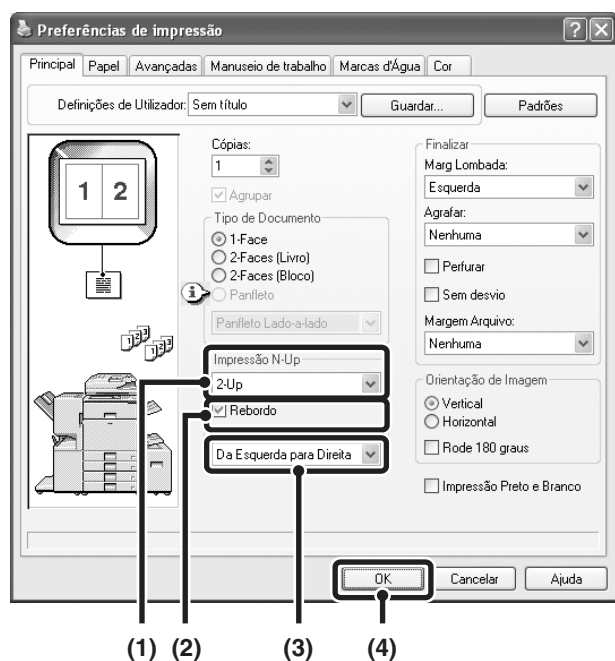 Preferências de impressão
Principal Papel Avançadas Manuseio de trabalho Marcas d'Água Cor
Definições de Utilizador: Sem título Guardar... Padrões
1 2
123
123
Cópias:
1
Agrupar
Tipo de Documento
1-Face
2-Faces (Livro)
2-Faces (Bloco)
Panfleto
Panfleto Lado-a-lado
Impressão N-Up
2-Up
Rebordo
Da Esquerda para Direita
Finalizar
Marg Lombada:
Esquerda
Agrafar:
Nenhuma
Perfurar
Sem desvio
Margem Arquivo:
Nenhuma
Orientação de Imagem
Vertical
Horizontal
Rode 180 graus
Impressão Preto e Branco
OK Cancelar Ajuda
(1) (2) (3) (4)